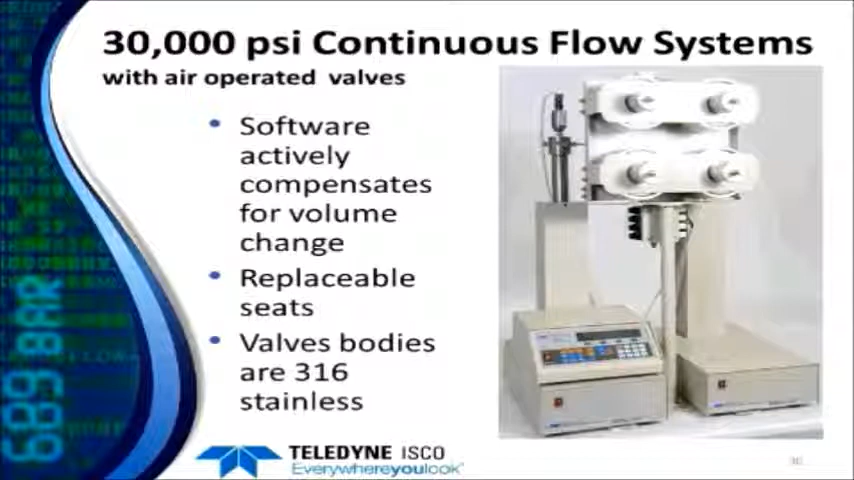 30,000 psi Continuous Flow Systems
with air operated valves
• Software
actively
compensates
for volume
change
• Replaceable
seats
• Valves bodies
are 316
stainless
689 BAR
TELEDYNE ISCO
Everywhereyoulook
30